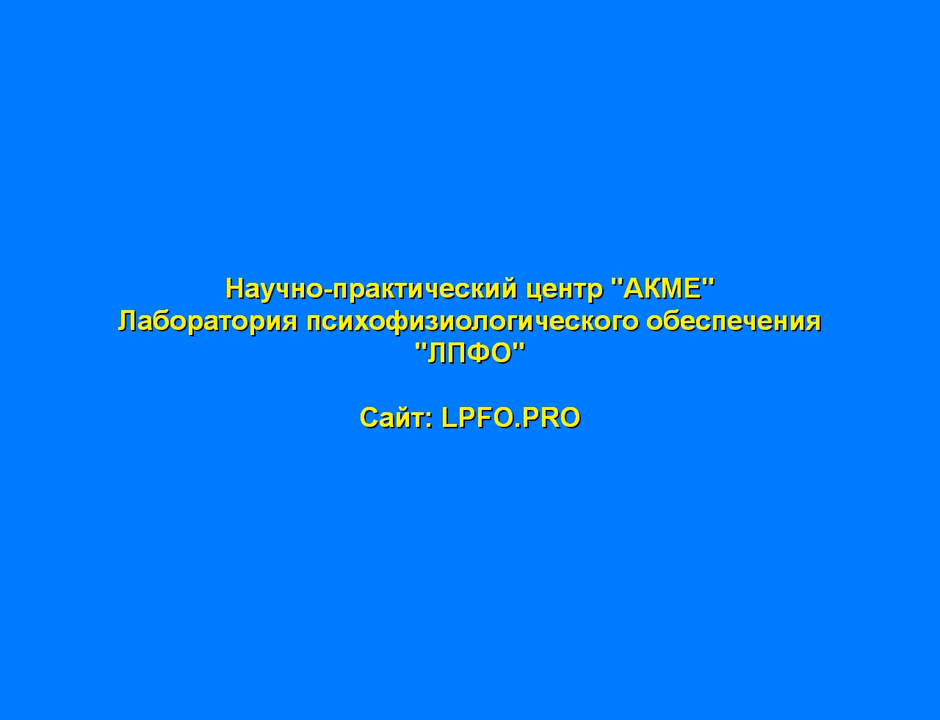 Научно-практический центр "АКМЕ"
Лаборатория психофизиологического обеспечения
"ЛПФО"
Сайт: LPFO.PRO